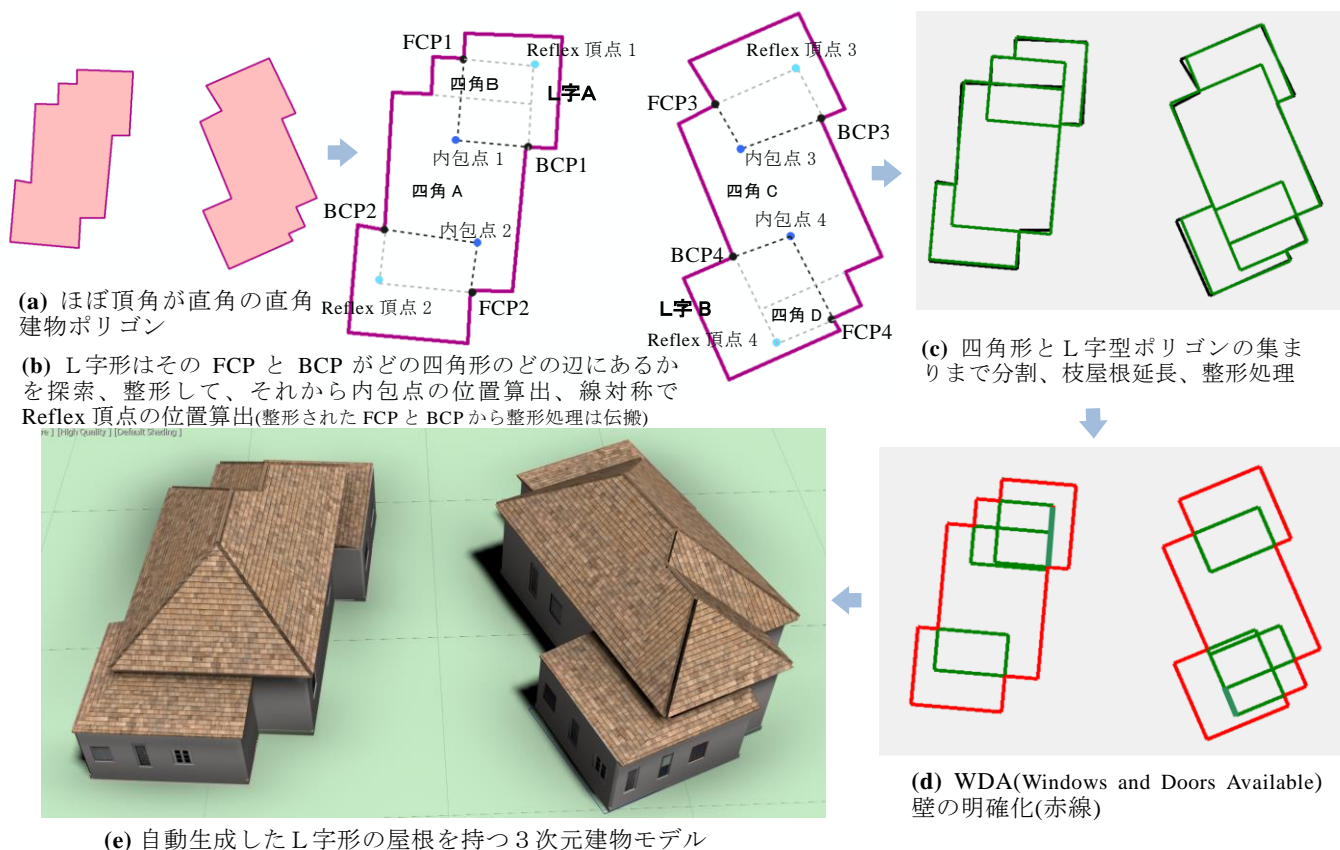 FCP1
Reflex 頂点 1
四角B
L字A
内包点 1
BCP1
四角 A
BCP2
内包点 2
Reflex 頂点 2
FCP2
Reflex 頂点 3
FCP3
BCP3
内包点 3
四角 C
内包点 4
BCP4
L字 B
四角 D
FCP4
Reflex 頂点 4
(a) ほぼ頂角が直角の直角
建物ポリゴン
(b) L字形はその FCP と BCP がどの四角形のどの辺にあるか
を探索、整形して、それから内包点の位置算出、線対称で
Reflex 頂点の位置算出(整形された FCP と BCP から整形処理は伝搬)
(c) 四角形とL字型ポリゴンの集ま
りまで分割、枝屋根延長、整形処理
[High Quality ] [Default Shading ]
(d) WDA(Windows and Doors Available)
壁の明確化(赤線)
(e) 自動生成したL字形の屋根を持つ3次元建物モデル